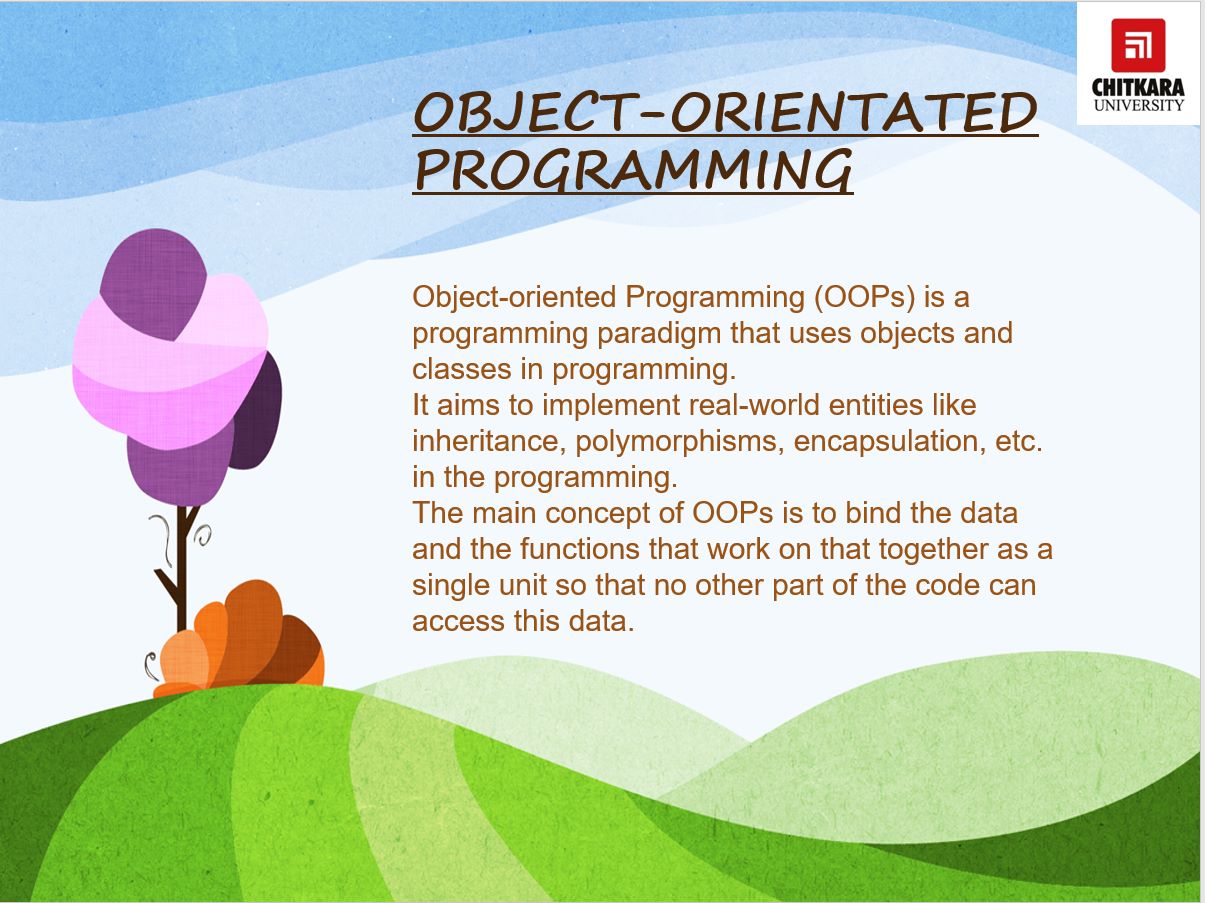 CHITKARA
UNIVERSITY
OBJECT-ORIENTATED
PROGRAMMING
Object-oriented Programming (OOPs) is a
programming paradigm that uses objects and
classes in programming.
It aims to implement real-world entities like
inheritance, polymorphisms, encapsulation, etc.
in the programming.
The main concept of OOPs is to bind the data
and the functions that work on that together as a
single unit so that no other part of the code can
access this data.